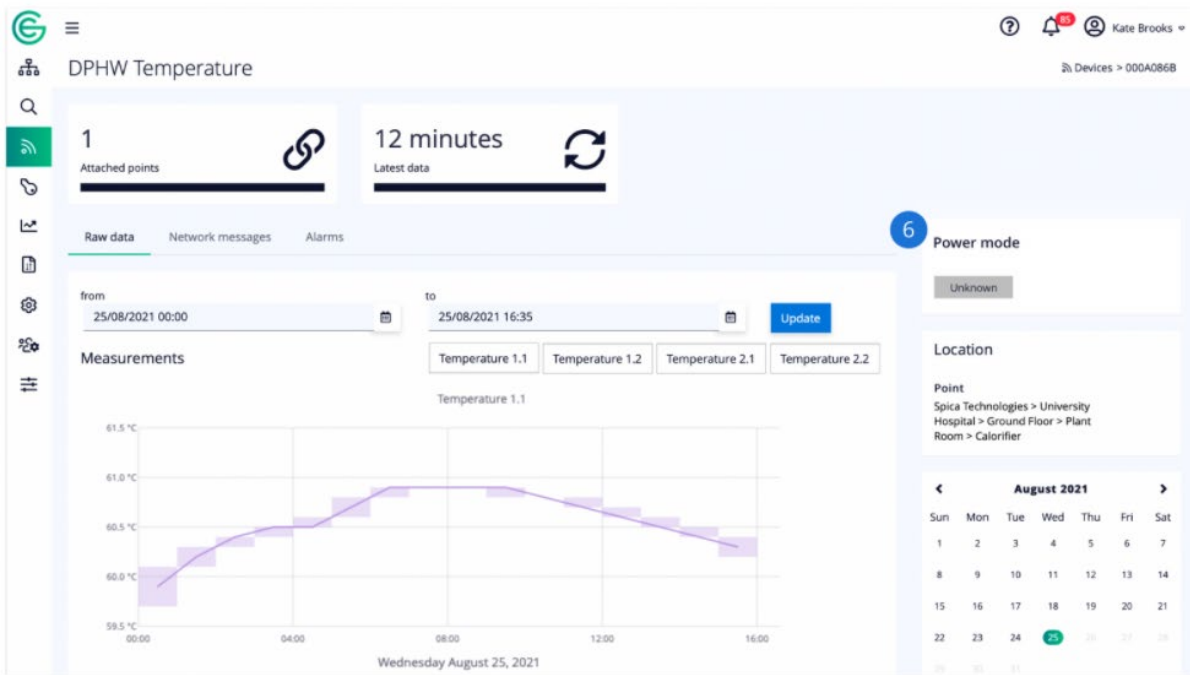 85
Kate Brooks
DPHW Temperature
Devices > 000A086B
1
Attached points
12 minutes
Latest data
Raw data
Network messages
Alarms
from
25/08/2021 00:00
to
25/08/2021 16:35
Update
Measurements
Temperature 1.1
Temperature 1.2
Temperature 2.1
Temperature 2.2
Temperature 1.1
61.5 °C
61.0 °C
60.5 °C
60.0 °C
59.5 °C
00:00
04:00
08:00
12:00
16:00
Wednesday August 25, 2021
6
Power mode
Unknown
Location
Point
Spica Technologies > University
Hospital > Ground Floor > Plant
Room > Calorifier
August 2021
Sun Mon Tue Wed Thu Fri Sat
1 2 3 4 5 6 7
8 9 10 11 12 13 14
15 16 17 18 19 20 21
22 23 24 25 26 27 28
29 30 31